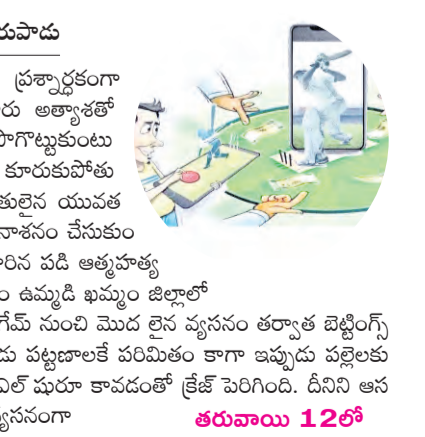 రుపాడు
ప్రశ్నార్థకంగా
రు అత్యాశతో
పొగొట్టుకుంటు
కూరుకుపోతు
తులైన యువత
నాశనం చేసుకుం
రిన పడి ఆత్మహత్య
ం ఉమ్మడి ఖమ్మం జిల్లాలో
గేమ్ నుంచి మొద లైన వ్యసనం తర్వాత బెట్టింగ్స్
డు పట్టణాలకే పరిమితం కాగా ఇప్పుడు పల్లెలకు
ఎల్ షురూ కావడంతో క్రేజ్ పెరిగింది. దీనిని ఆస
్యసనంగా
తరువాయి 12లో